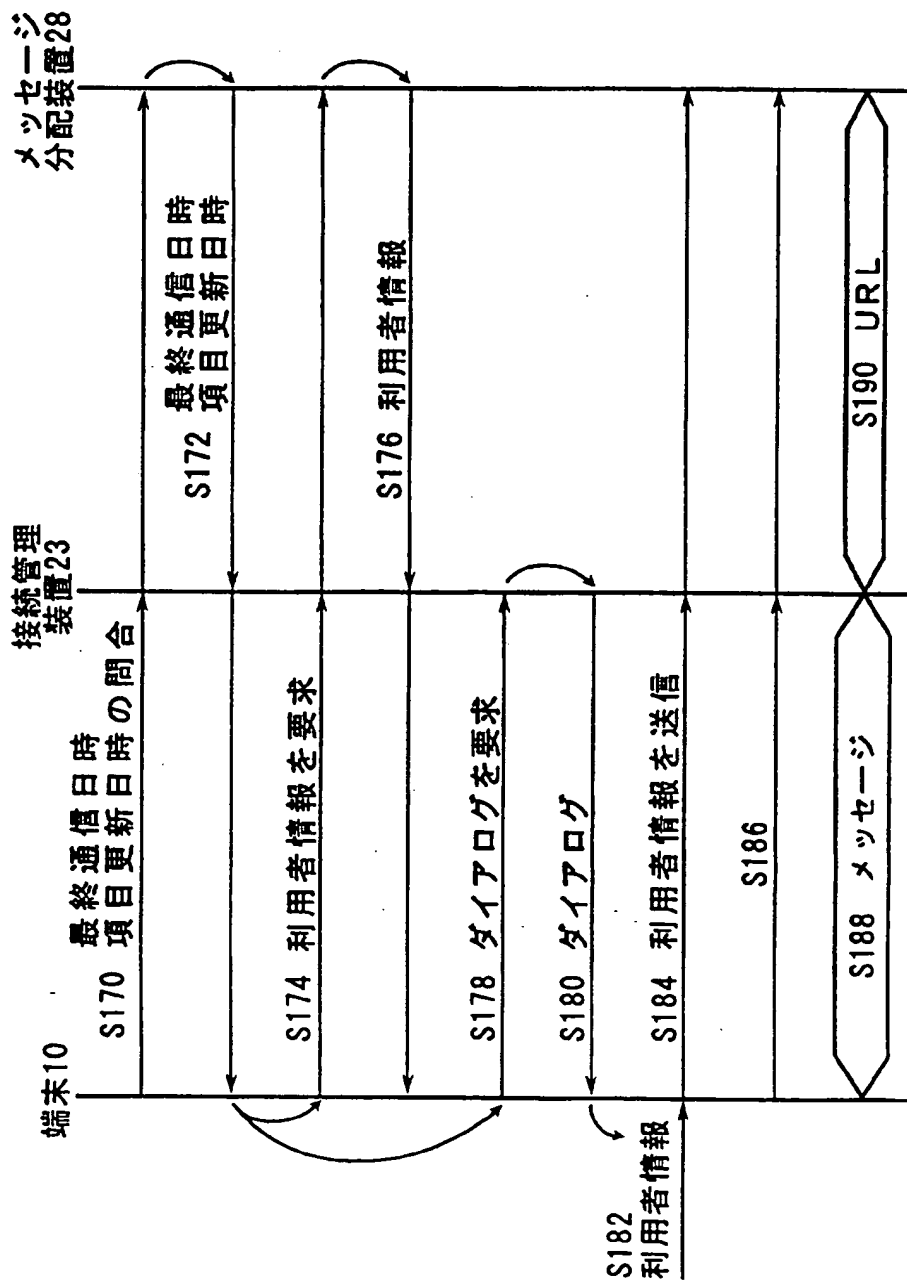 端末10
接続管理
装置23
メッセージ
分配装置28
最終通信日時
S170 項目更新日時の問合
最終通信日時
S172 項目更新日時
S174 利用者情報を要求
S176 利用者情報
S178 ダイアログを要求
S180 ダイアログ
S182
利用者情報
S184 利用者情報を送信
S186
S188 メッセージ
S190 URL